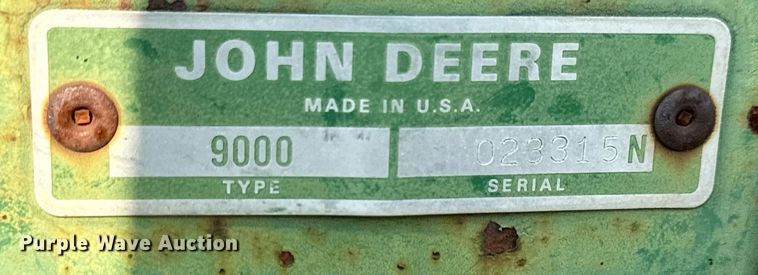 JOHN DEERE
MADE IN U.S.A.
9000 023315N
TYPE SERIAL
Purple Wave Auction